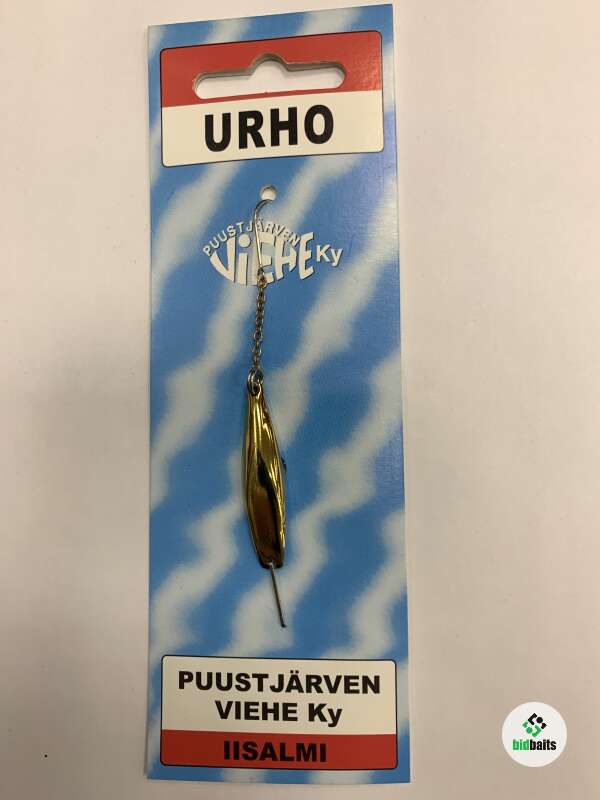 URHO
PUUSTJÄRVEN
ViEHE Ky
PUUSTJÄRVEN
VIEHE Ky
IISALMI
bidbaits